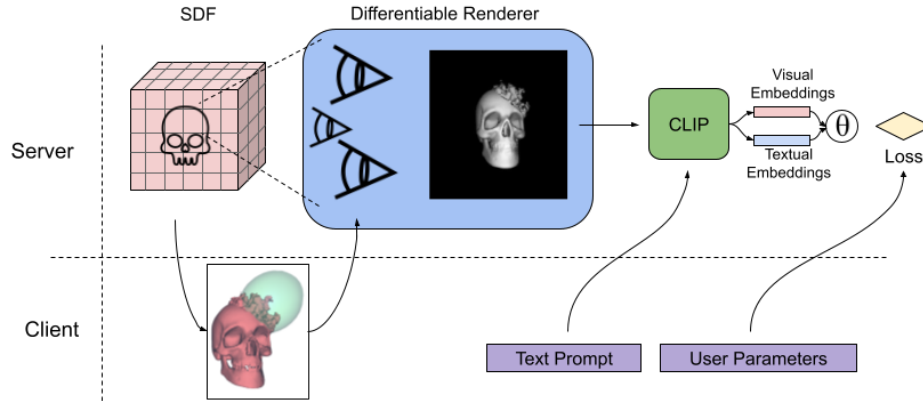 SDF
Differentiable Renderer
Server
CLIP
Visual
Embeddings
Textual
Embeddings
θ
Loss
Client
Text Prompt
User Parameters